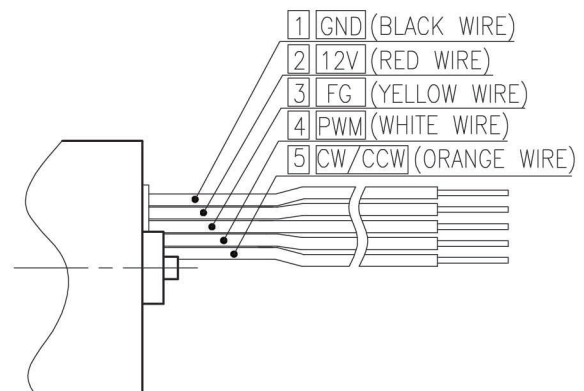 1 GND (BLACK WIRE)
2 12V (RED WIRE)
3 FG (YELLOW WIRE)
4 PWM (WHITE WIRE)
5 CW/CCW (ORANGE WIRE)